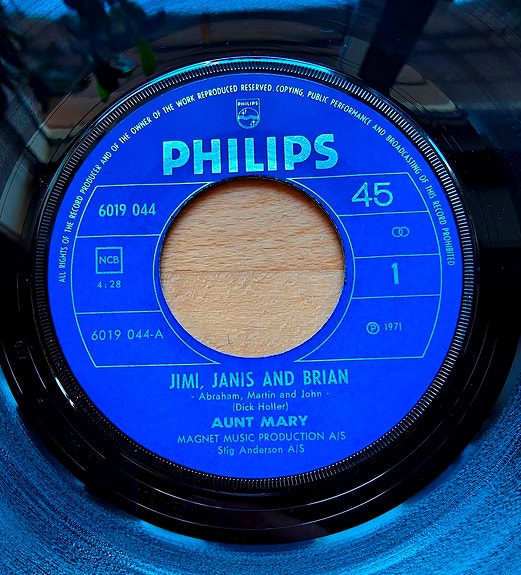 ALL RIGHTS OF THE RECORD PRODUCER AND OF THE OWNER OF THE WORK REPRODUCED RESERVED. COPYING, PUBLIC PERFORMANCE AND BROADCASTING OF THIS RECORD PROHIBITED
PHILIPS
PHILIPS
6019 044
45
NCB
1
4:28
6019 044-A
Ⓟ 1971
JIMI, JANIS AND BRIAN
- Abraham, Martin and John -
(Dick Holler)
AUNT MARY
MAGNET MUSIC PRODUCTION A/S
Stig Anderson A/S